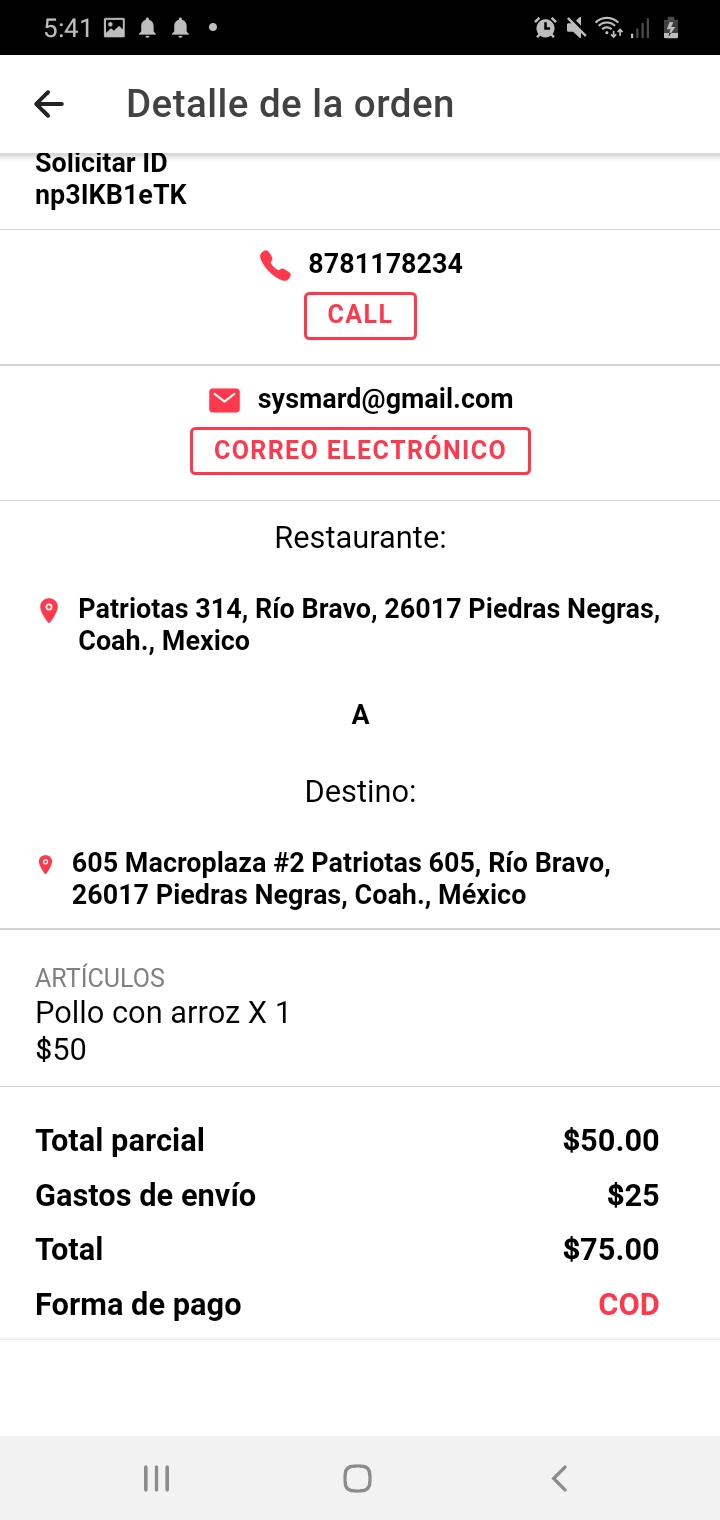 5:41
Detalle de la orden
Solicitar ID
np3IKB1eTK
8781178234
CALL
sysmard@gmail.com
CORREO ELECTRÓNICO
Restaurante:
Patriotas 314, Río Bravo, 26017 Piedras Negras,
Coah., Mexico
A
Destino:
605 Macroplaza #2 Patriotas 605, Río Bravo,
26017 Piedras Negras, Coah., México
ARTÍCULOS
Pollo con arroz X 1
$50
Total parcial $50.00
Gastos de envío $25
Total $75.00
Forma de pago COD